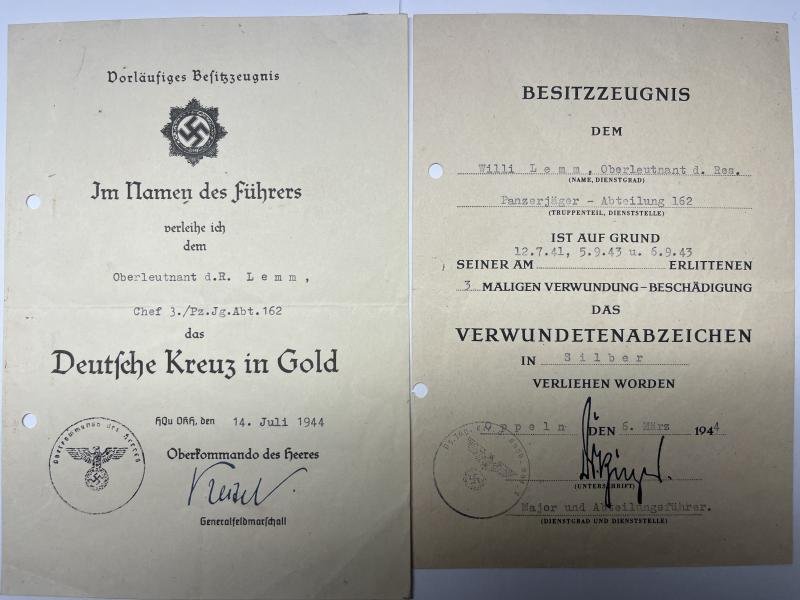 Vorläufiges Besitzzeugnis
Im Namen des Führers
verleihe ich
dem
Oberleutnant d.R. L e m m ,
Chef 3./Pz.Jg.Abt.162
das
Deutsche Kreuz in Gold
HQu OKH, den 14. Juli 1944
Oberkommando des Heeres
Oberkommando des Heeres
Keitel
Generalfeldmarschall
BESITZZEUGNIS
DEM
Willi L e m m , Oberleutnant d. Res.
(NAME, DIENSTGRAD)
Panzerjäger - Abteilung 162
(TRUPPENTEIL, DIENSTSTELLE)
IST AUF GRUND
12.7.41, 5.9.43 u. 6.9.43
SEINER AM ERLITTENEN
3 MALIGEN VERWUNDUNG–BESCHÄDIGUNG
DAS
VERWUNDETENABZEICHEN
IN S i l b e r
VERLIEHEN WORDEN
O p p e l n DEN 6. März 1944
(UNTERSCHRIFT)
Major und Abteilungsführer.
(DIENSTGRAD UND DIENSTSTELLE)